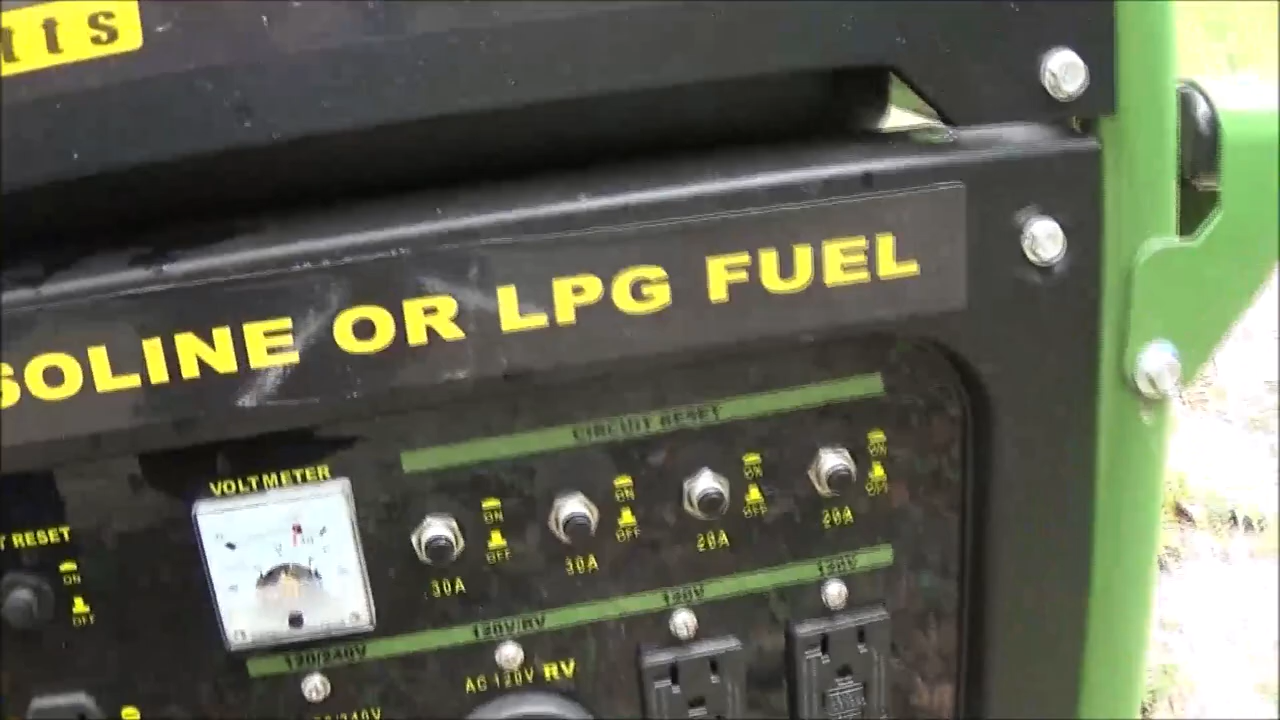 tts
SOLINE OR LPG FUEL
CIRCUIT RESET
VOLTMETER
T RESET
ON
OFF
ON
OFF
ON
OFF
ON
OFF
ON
OFF
30A
30A
20A
20A
120/240V
120V/RV
120V
120V
AC 120V RV